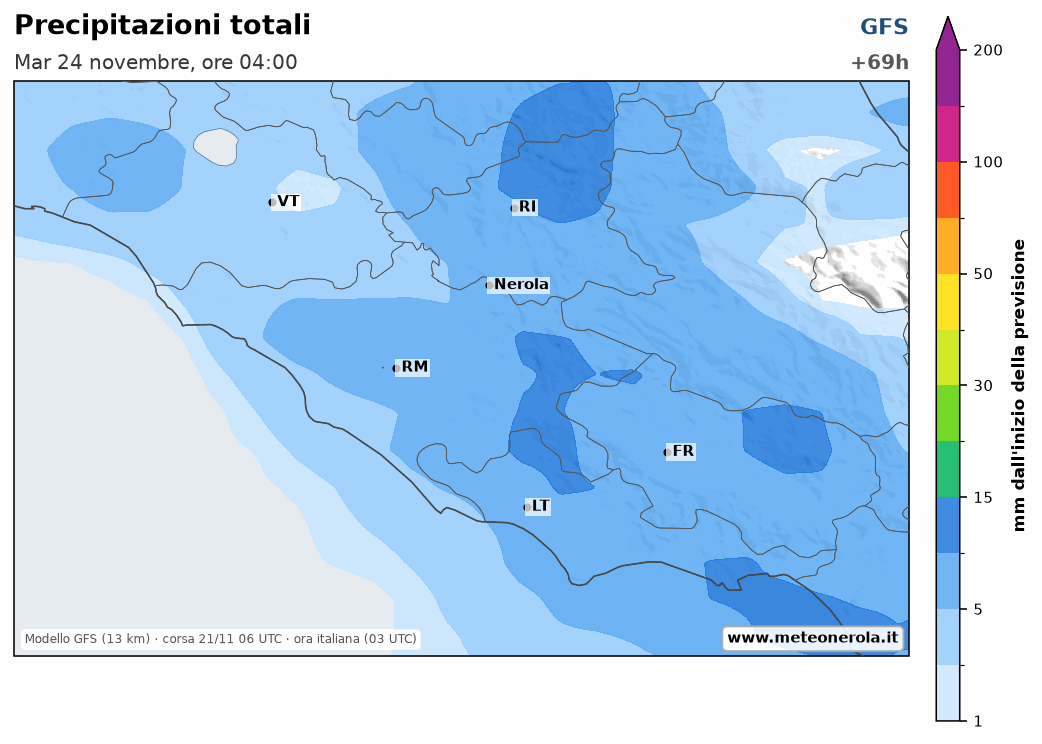 Precipitazioni totali
GFS
Mar 24 novembre, ore 04:00
+69h
200
100
50
30
15
5
1
mm dall'inizio della previsione
VT
RI
Nerola
RM
FR
LT
Modello GFS (13 km) · corsa 21/11 06 UTC · ora italiana (03 UTC)
www.meteonerola.it